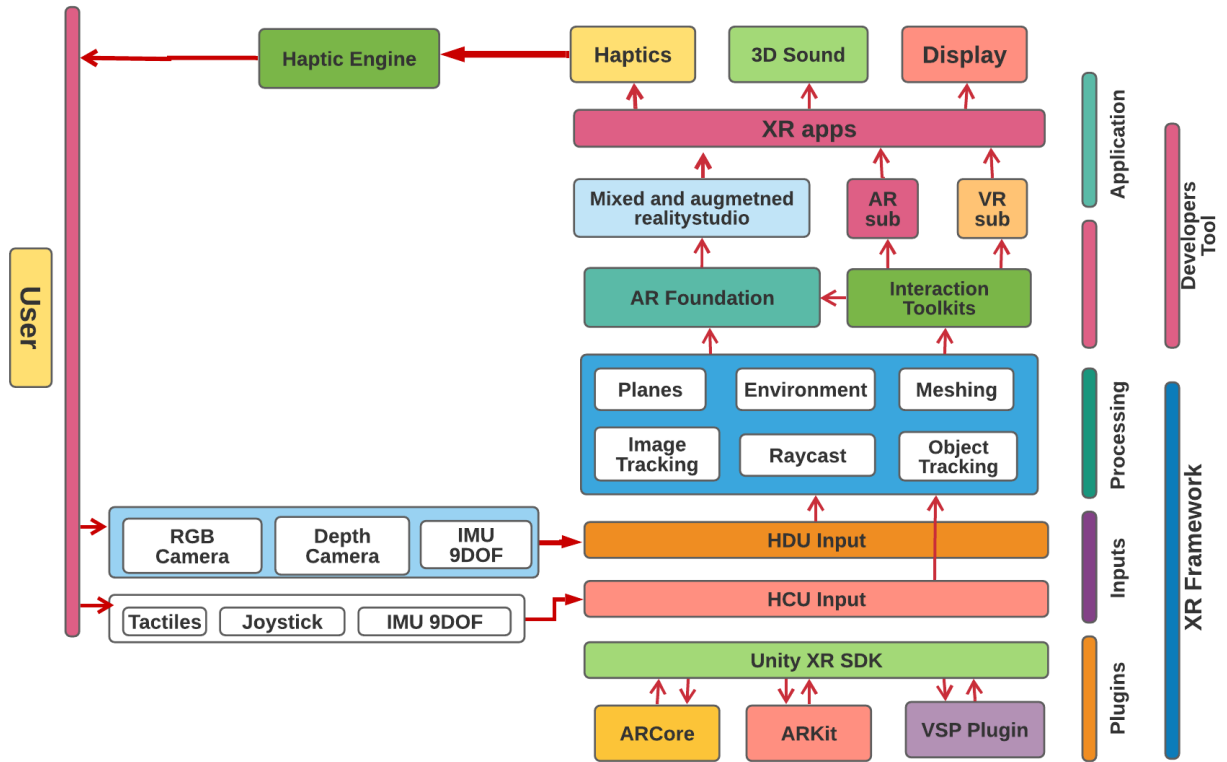 Haptic Engine
Haptics
3D Sound
Display
XR apps
Mixed and augmetned
realitystudio
AR
sub
VR
sub
AR Foundation
Interaction
Toolkits
Planes
Environment
Meshing
Image
Tracking
Raycast
Object
Tracking
User
RGB
Camera
Depth
Camera
IMU
9DOF
HDU Input
Tactiles
Joystick
IMU 9DOF
HCU Input
Unity XR SDK
ARCore
ARKit
VSP Plugin
Application
Processing
Inputs
Plugins
Developers
Tool
XR Framework